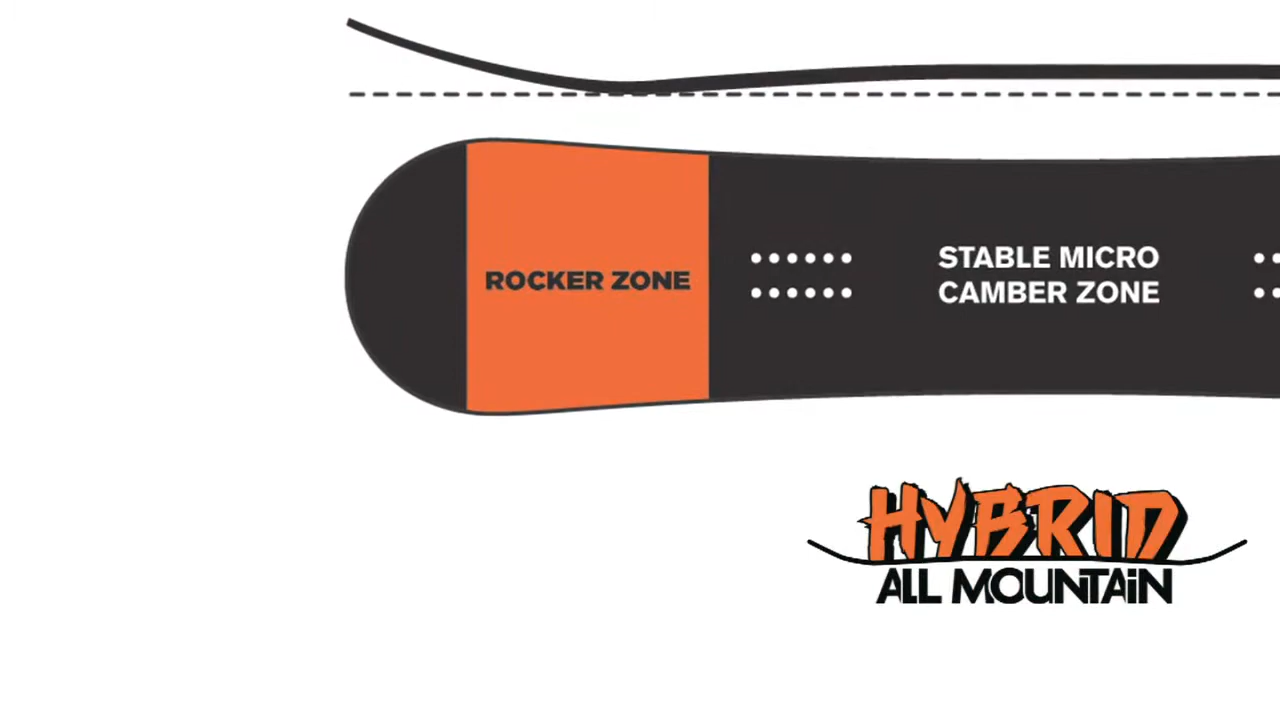 ROCKER ZONE
STABLE MICRO
CAMBER ZONE
HYBRID
ALL MOUNTAiN